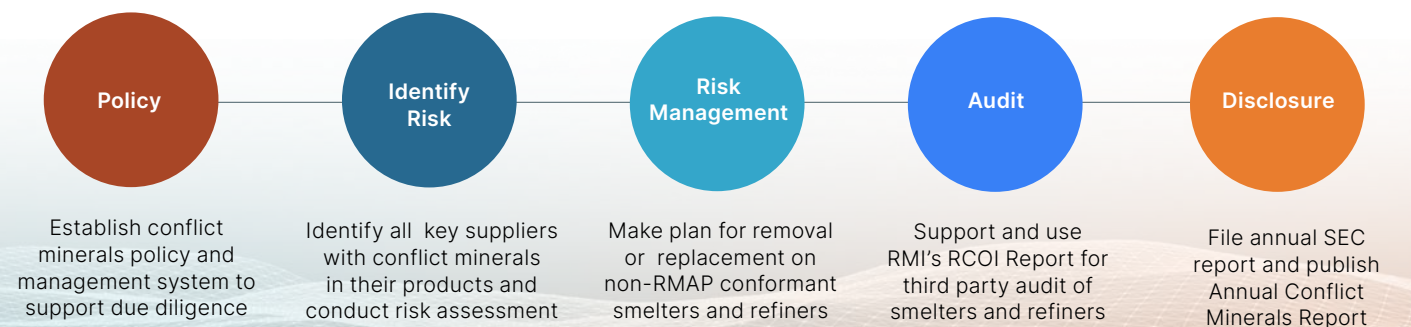 Policy
Establish conflict
minerals policy and
management system to
support due diligence
Identify
Risk
Identify all key suppliers
with conflict minerals
in their products and
conduct risk assessment
Risk
Management
Make plan for removal
or replacement on
non-RMAP conformant
smelters and refiners
Audit
Support and use
RMI’s RCOI Report for
third party audit of
smelters and refiners
Disclosure
File annual SEC
report and publish
Annual Conflict
Minerals Report